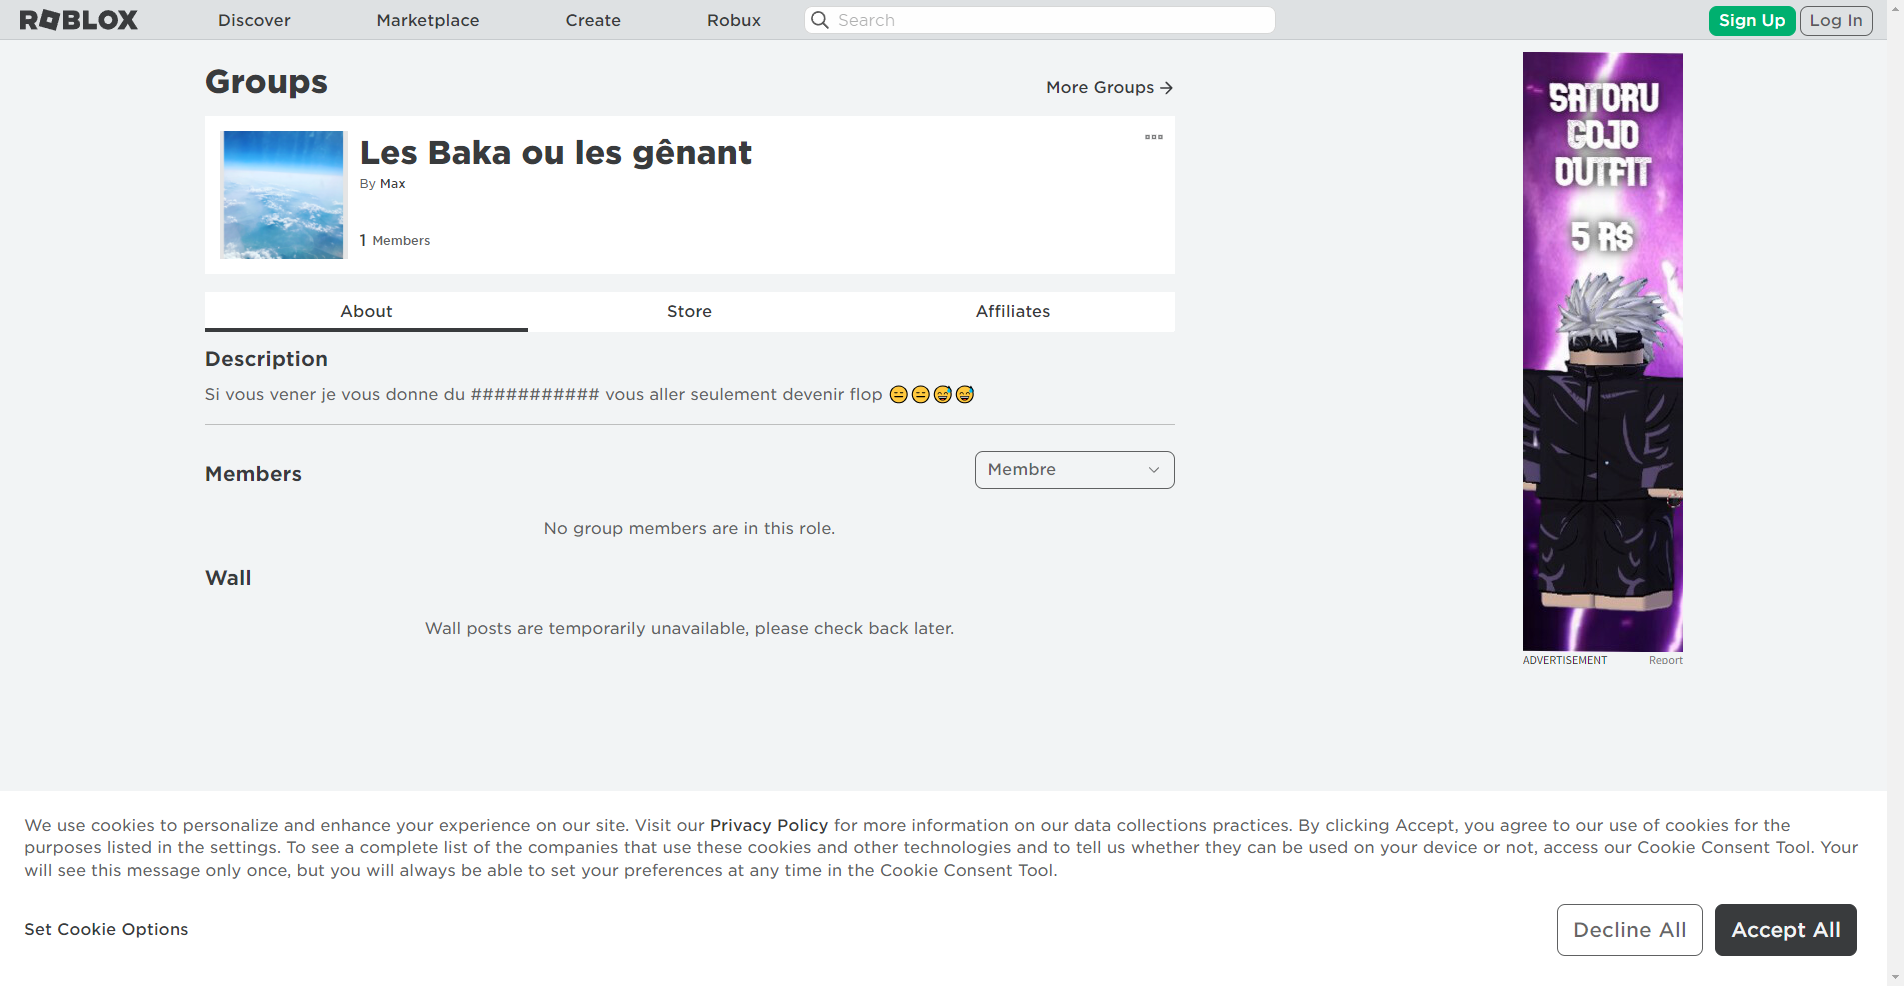 ROBLOX
Discover
Marketplace
Create
Robux
Search
Sign Up
Log In
Groups
More Groups
Les Baka ou les gênant
By Max
1 Members
About
Store
Affiliates
Description
Si vous vener je vous donne du ########### vous aller seulement devenir flop 😑😑😅😅
Members
Membre
No group members are in this role.
Wall
Wall posts are temporarily unavailable, please check back later.
SATORU
GOJO
OUTFIT
5 R$
ADVERTISEMENT
Report
We use cookies to personalize and enhance your experience on our site. Visit our Privacy Policy for more information on our data collections practices. By clicking Accept, you agree to our use of cookies for the
purposes listed in the settings. To see a complete list of the companies that use these cookies and other technologies and to tell us whether they can be used on your device or not, access our Cookie Consent Tool. Your
will see this message only once, but you will always be able to set your preferences at any time in the Cookie Consent Tool.
Set Cookie Options
Decline All
Accept All